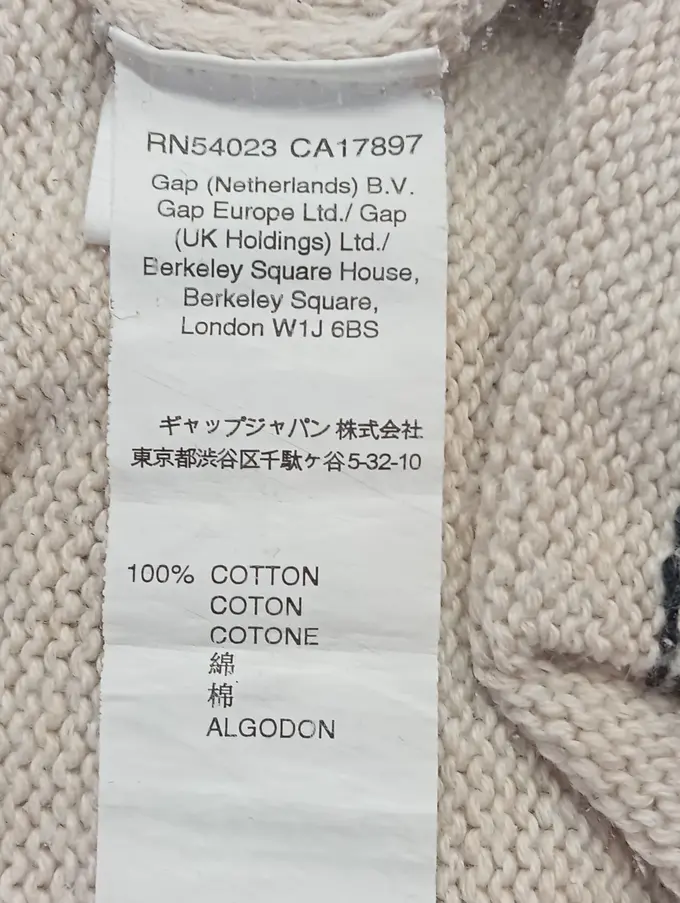 RN54023 CA17897
Gap (Netherlands) B.V.
Gap Europe Ltd./ Gap
(UK Holdings) Ltd./
Berkeley Square House,
Berkeley Square,
London W1J 6BS
ギャップジャパン 株式会社
東京都渋谷区千駄ヶ谷5-32-10
100% COTTON
COTON
COTONE
綿
棉
ALGODON